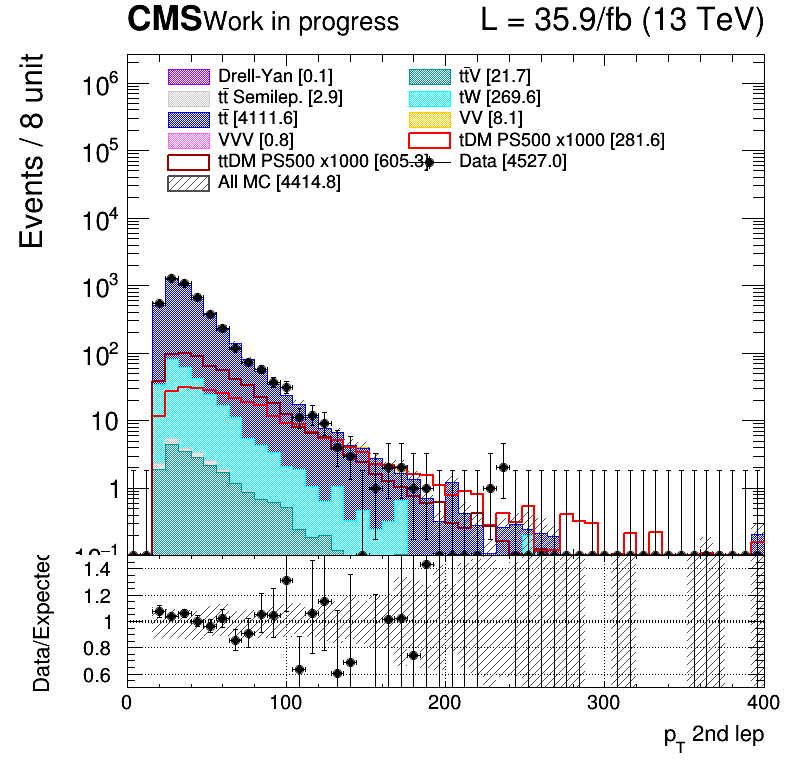 CMS Work in progress L = 35.9/fb (13 TeV)
Events / 8 unit
10⁶
10⁵
10⁴
10³
10²
10
1
10⁻¹
Drell-Yan [0.1]
tt̄V [21.7]
tt̄ Semilep. [2.9]
tW [269.6]
tt̄ [4111.6]
VV [8.1]
VVV [0.8]
tDM PS500 x1000 [281.6]
ttDM PS500 x1000 [605.3]
Data [4527.0]
All MC [4414.8]
Data/Expected
1.4
1.2
1
0.8
0.6
0 100 200 300 400
p_T 2nd lep